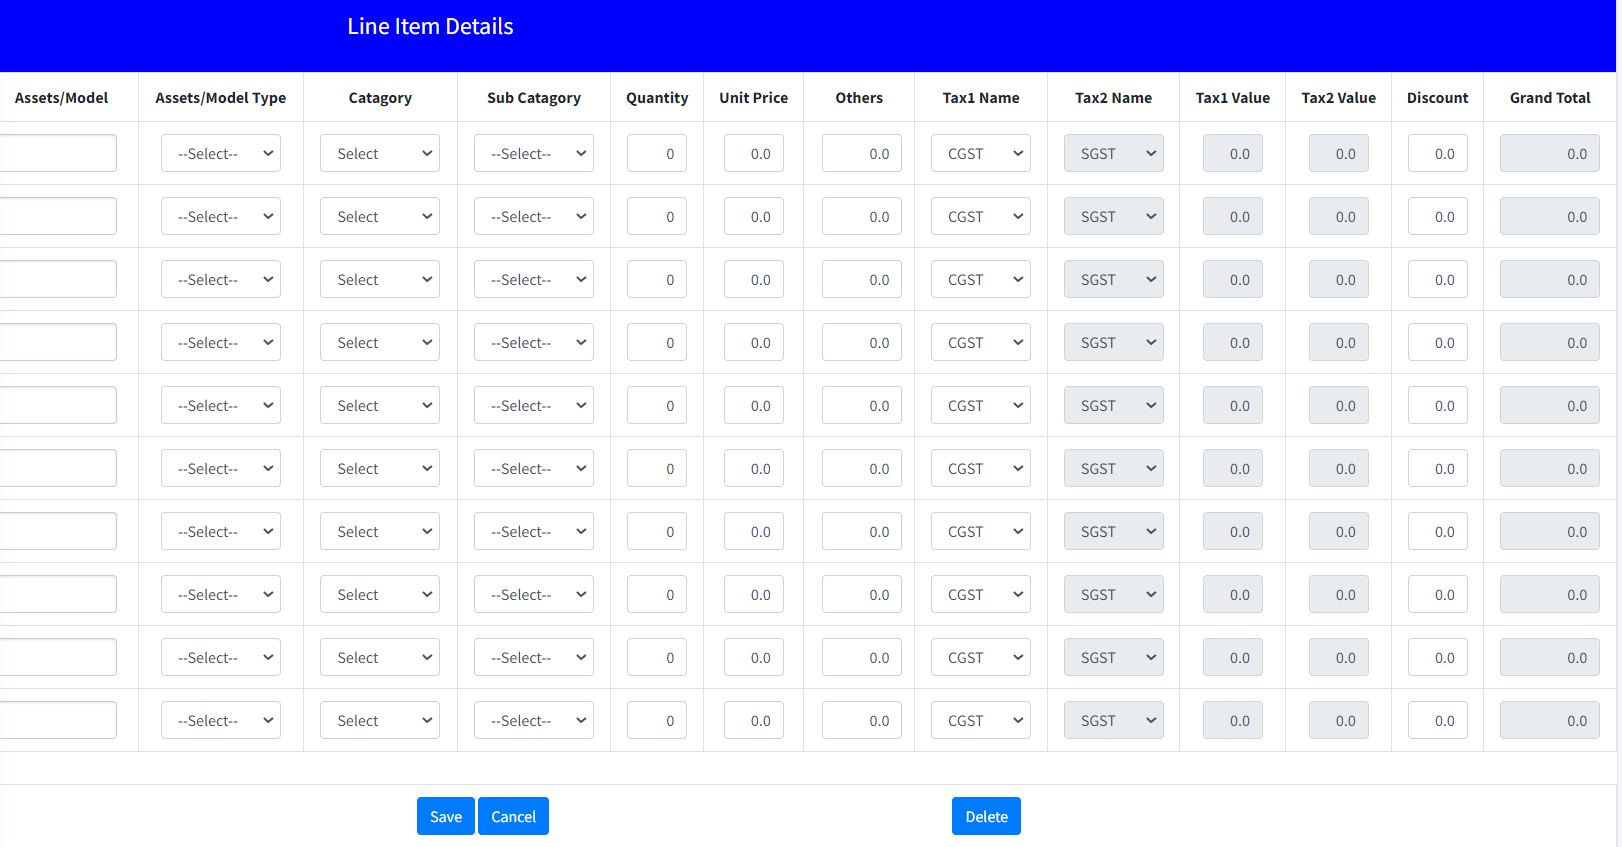 Line Item Details
Assets/Model Assets/Model Type Catagory Sub Catagory Quantity Unit Price Others Tax1 Name Tax2 Name Tax1 Value Tax2 Value Discount Grand Total
--Select-- Select --Select-- 0 0.0 0.0 CGST SGST 0.0 0.0 0.0 0.0
--Select-- Select --Select-- 0 0.0 0.0 CGST SGST 0.0 0.0 0.0 0.0
--Select-- Select --Select-- 0 0.0 0.0 CGST SGST 0.0 0.0 0.0 0.0
--Select-- Select --Select-- 0 0.0 0.0 CGST SGST 0.0 0.0 0.0 0.0
--Select-- Select --Select-- 0 0.0 0.0 CGST SGST 0.0 0.0 0.0 0.0
--Select-- Select --Select-- 0 0.0 0.0 CGST SGST 0.0 0.0 0.0 0.0
--Select-- Select --Select-- 0 0.0 0.0 CGST SGST 0.0 0.0 0.0 0.0
--Select-- Select --Select-- 0 0.0 0.0 CGST SGST 0.0 0.0 0.0 0.0
--Select-- Select --Select-- 0 0.0 0.0 CGST SGST 0.0 0.0 0.0 0.0
--Select-- Select --Select-- 0 0.0 0.0 CGST SGST 0.0 0.0 0.0 0.0
Save Cancel Delete